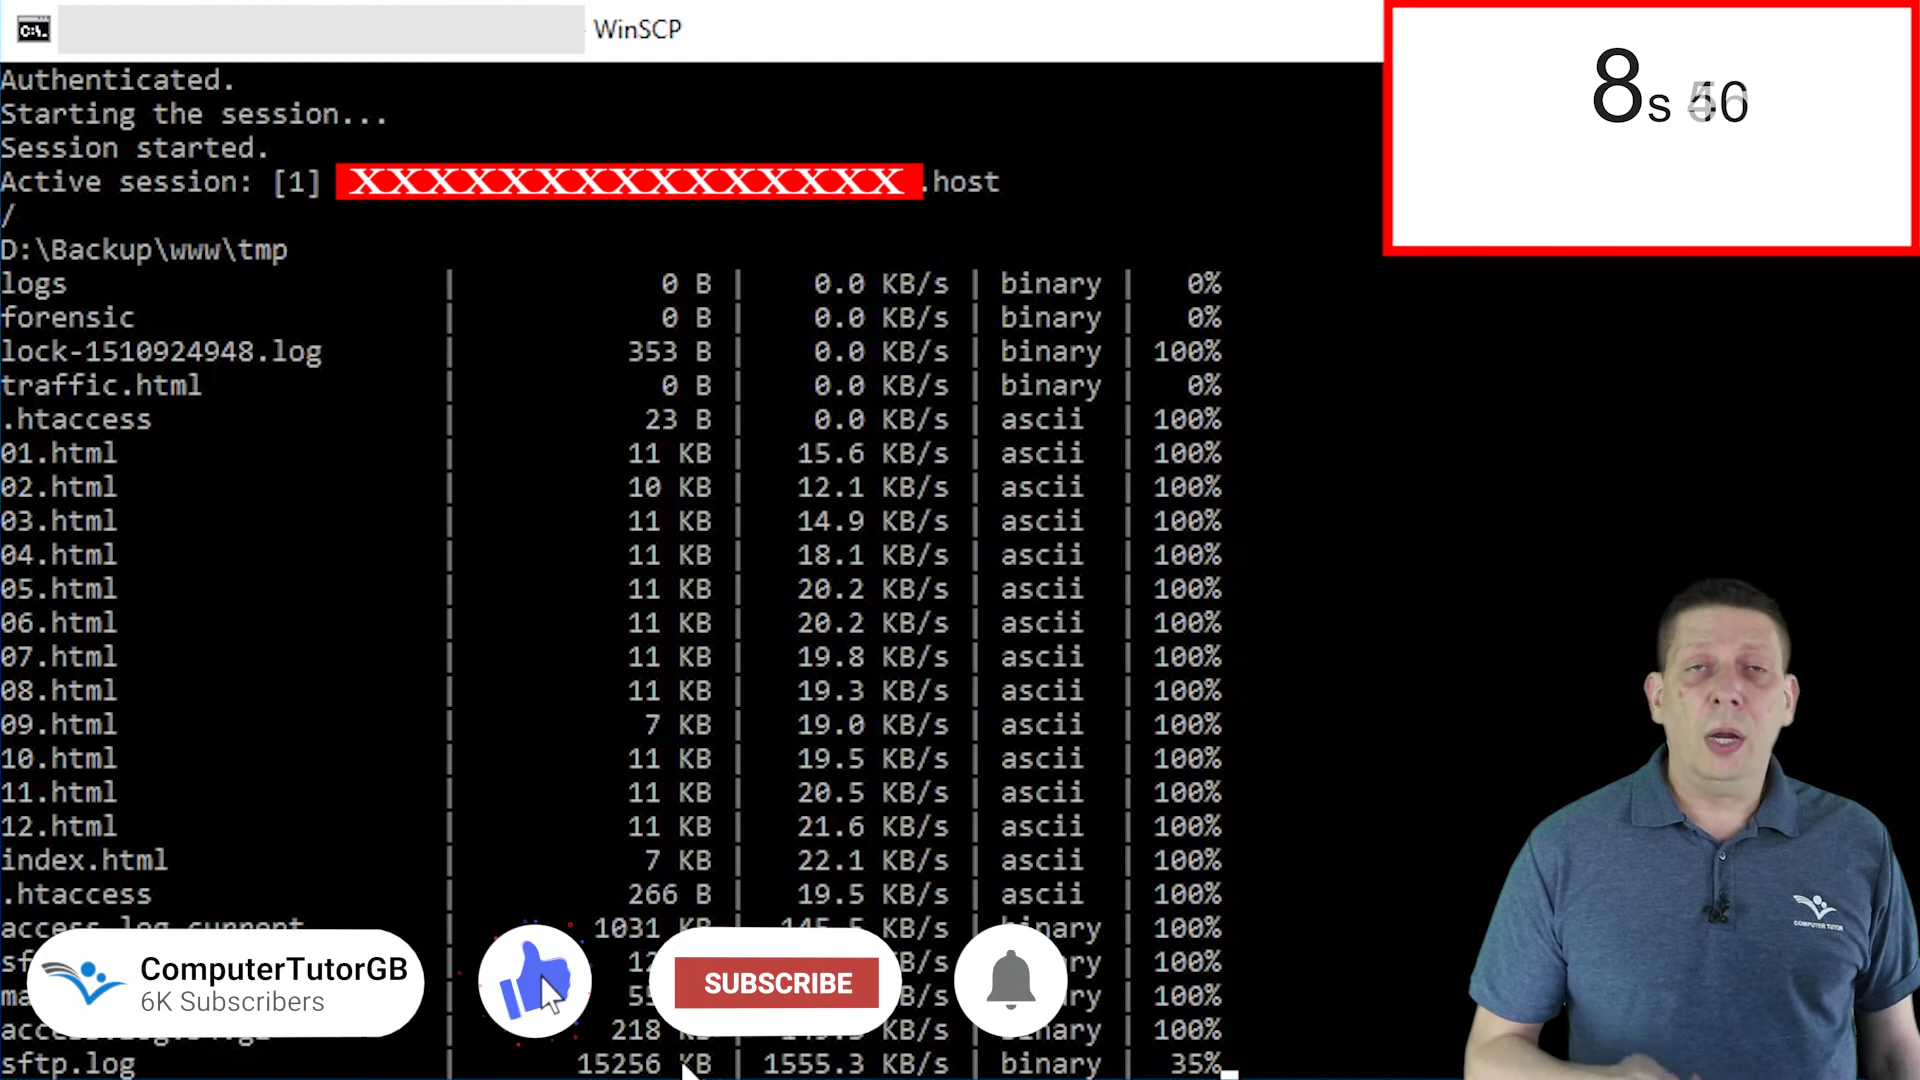 WinSCP
8s
Authenticated.
Starting the session...
Session started.
Active session: [1] XXXXXXXXXXXXXXXX.host
/
D:\Backup\www\tmp
logs | 0 B | 0.0 KB/s | binary | 0%
forensic | 0 B | 0.0 KB/s | binary | 0%
lock-1510924948.log | 353 B | 0.0 KB/s | binary | 100%
traffic.html | 0 B | 0.0 KB/s | binary | 0%
.htaccess | 23 B | 0.0 KB/s | ascii | 100%
01.html | 11 KB | 15.6 KB/s | ascii | 100%
02.html | 10 KB | 12.1 KB/s | ascii | 100%
03.html | 11 KB | 14.9 KB/s | ascii | 100%
04.html | 11 KB | 18.1 KB/s | ascii | 100%
05.html | 11 KB | 20.2 KB/s | ascii | 100%
06.html | 11 KB | 20.2 KB/s | ascii | 100%
07.html | 11 KB | 19.8 KB/s | ascii | 100%
08.html | 11 KB | 19.3 KB/s | ascii | 100%
09.html | 7 KB | 19.0 KB/s | ascii | 100%
10.html | 11 KB | 19.5 KB/s | ascii | 100%
11.html | 11 KB | 20.5 KB/s | ascii | 100%
12.html | 11 KB | 21.6 KB/s | ascii | 100%
index.html | 7 KB | 22.1 KB/s | ascii | 100%
.htaccess | 266 B | 19.5 KB/s | ascii | 100%
access.log.current | 1031 KB | 145.5 KB/s | binary | 100%
100%
100%
218 | 100%
sftp.log | 15256 KB | 1555.3 KB/s | binary | 35%
ComputerTutorGB
6K Subscribers
SUBSCRIBE
COMPUTER TUTOR